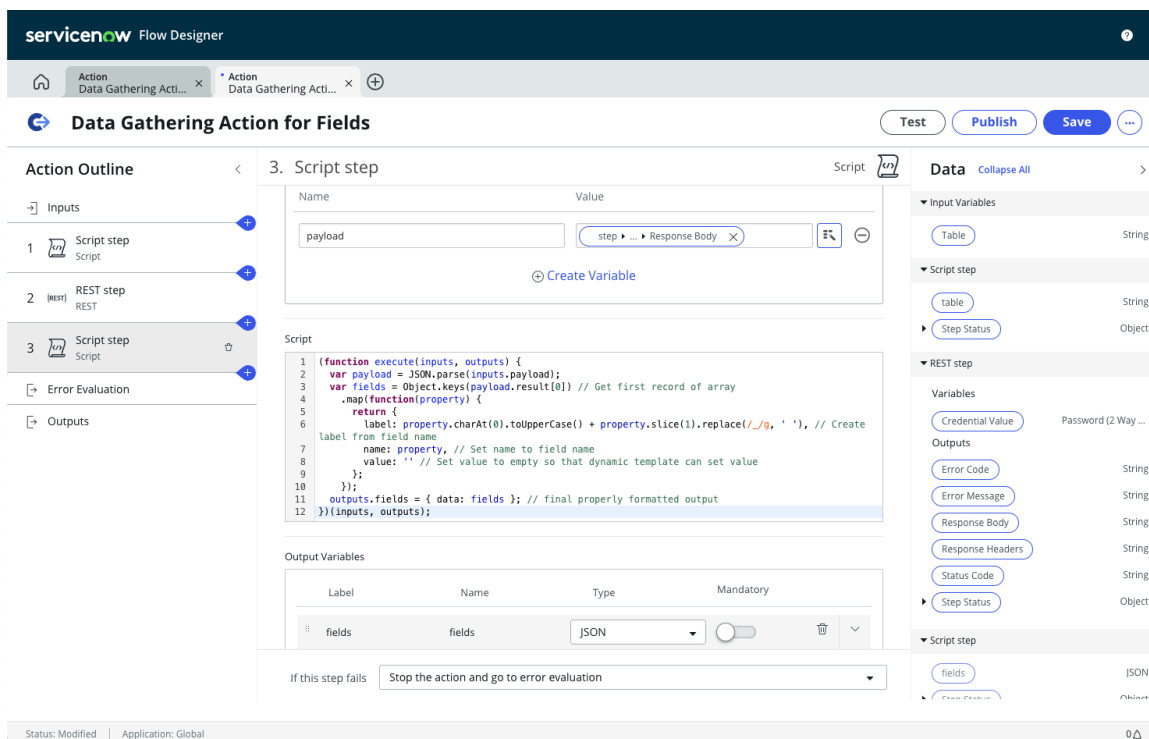 servicenow Flow Designer
Action
Data Gathering Acti...
Action
Data Gathering Acti...
Data Gathering Action for Fields
Test
Publish
Save
Action Outline
Inputs
1 Script step
Script
2 [REST] REST step
REST
3 Script step
Script
Error Evaluation
Outputs
3. Script step
Script
Name Value
payload step ▸ ... ▸ Response Body
Create Variable
Script
1 (function execute(inputs, outputs) {
2 var payload = JSON.parse(inputs.payload);
3 var fields = Object.keys(payload.result[0]) // Get first record of array
4 .map(function(property) {
5 return {
6 label: property.charAt(0).toUpperCase() + property.slice(1).replace(/_/g, ' '), // Create
label from field name
7 name: property, // Set name to field name
8 value: '' // Set value to empty so that dynamic template can set value
9 };
10 });
11 outputs.fields = { data: fields }; // final properly formatted output
12 })(inputs, outputs);
Output Variables
Label Name Type Mandatory
fields fields JSON
If this step fails Stop the action and go to error evaluation
Data Collapse All
Input Variables
Table String
Script step
table String
Step Status Object
REST step
Variables
Credential Value Password (2 Way ...
Outputs
Error Code String
Error Message String
Response Body String
Response Headers String
Status Code String
Step Status Object
Script step
fields JSON
Step Status Object
Status: Modified Application: Global
0